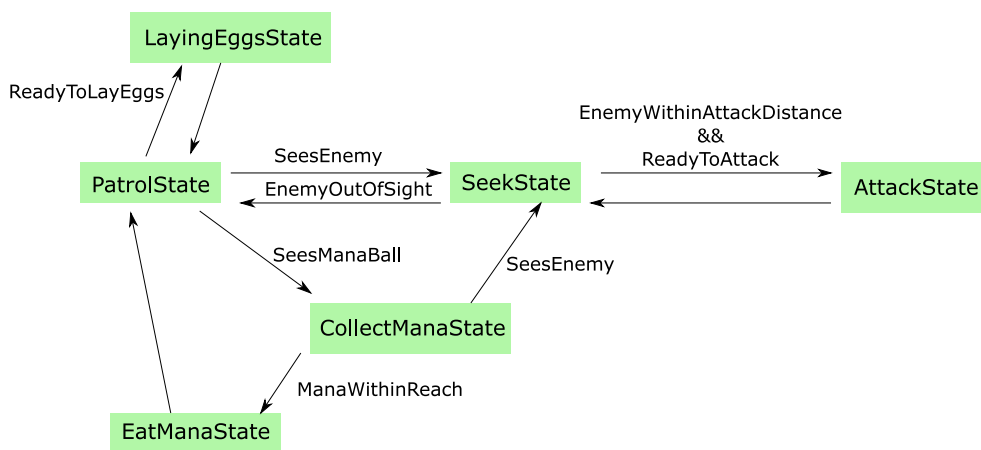 LayingEggsState
ReadyToLayEggs
EnemyWithinAttackDistance
&&
ReadyToAttack
SeesEnemy
PatrolState
SeekState
AttackState
EnemyOutOfSight
SeesManaBall
SeesEnemy
CollectManaState
ManaWithinReach
EatManaState